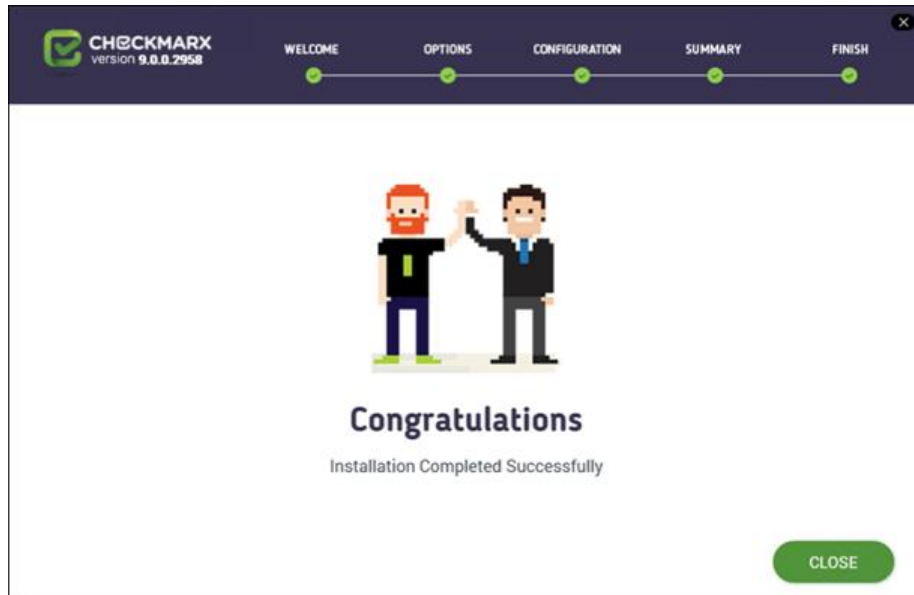 CHECKMARX
version 9.0.0.2958
WELCOME
OPTIONS
CONFIGURATION
SUMMARY
FINISH
Congratulations
Installation Completed Successfully
CLOSE